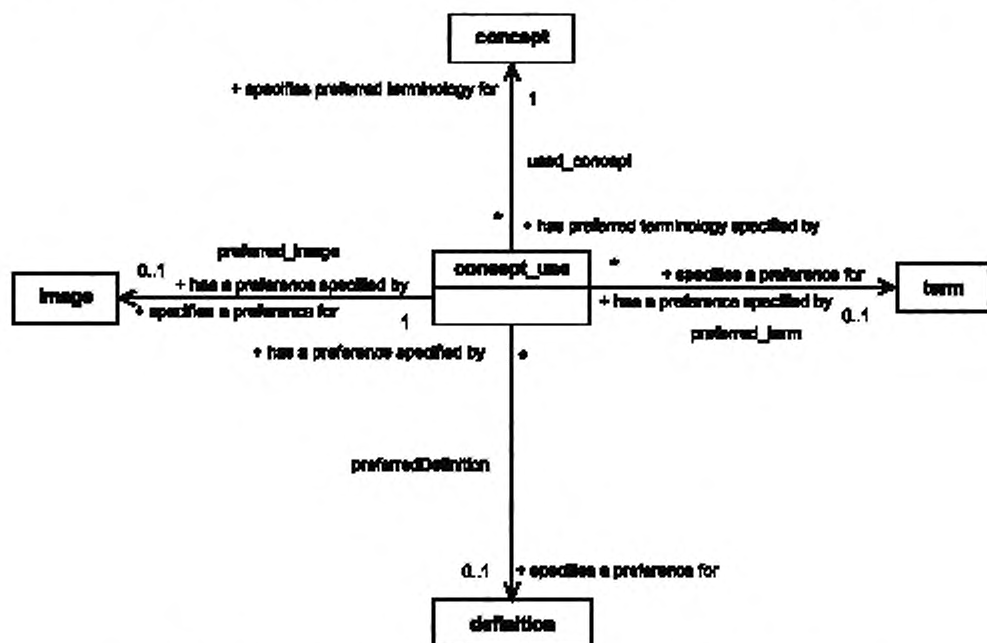 concept
+ specifies preferred terminology for
1
used_concept
*
+ has preferred terminology specified by
preferred_image
0..1
+ has a preference specified by
image
+ specifies a preference for
1
concept_use
*
+ specifies a preference for
term
+ has a preference specified by
0..1
preferred_term
+ has a preference specified by
*
preferredDefinition
0..1
+ specifies a preference for
definition